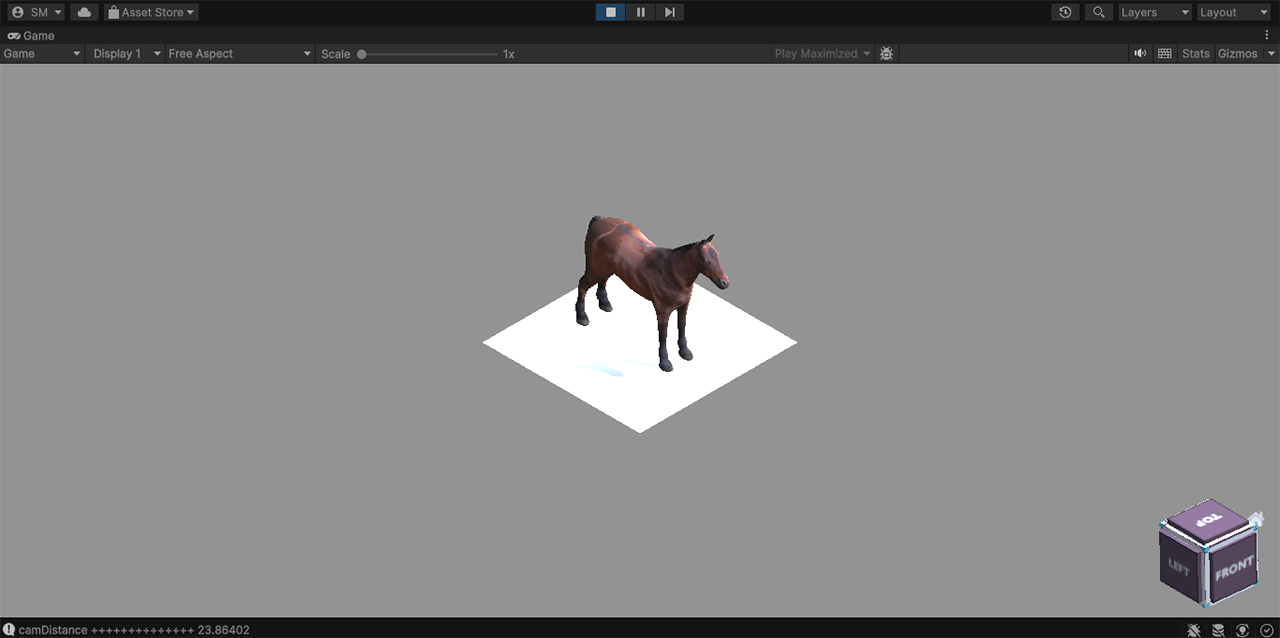 SM Asset Store Layers Layout
Game
Game Display 1 Free Aspect Scale 1x Play Maximized Stats Gizmos
TOP
LEFT FRONT
camDistance ++++++++++++++ 23.86402